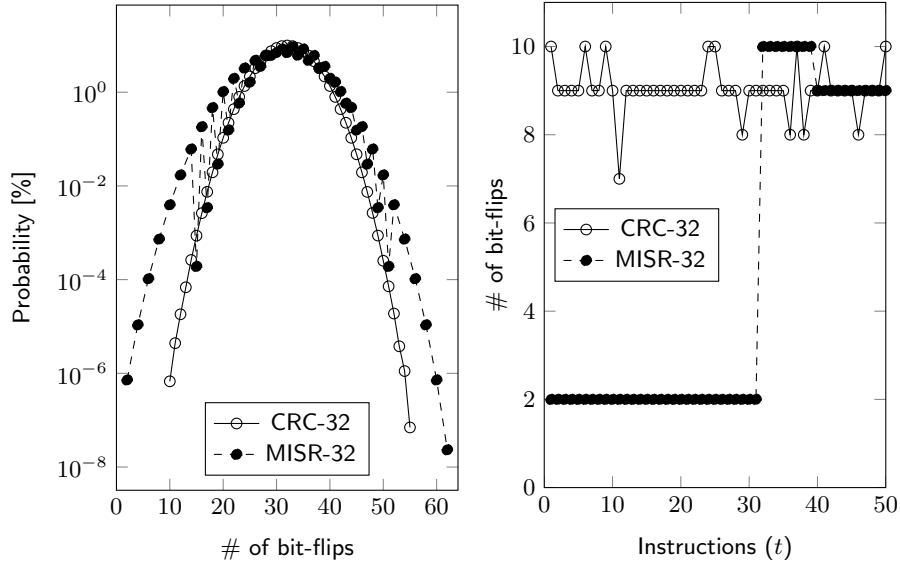 10^0
10^−2
10^−4
10^−6
10^−8
Probability [%]
0 10 20 30 40 50 60
# of bit-flips
CRC-32
MISR-32
10
8
6
4
2
0
# of bit-flips
0 10 20 30 40 50
Instructions (t)
CRC-32
MISR-32